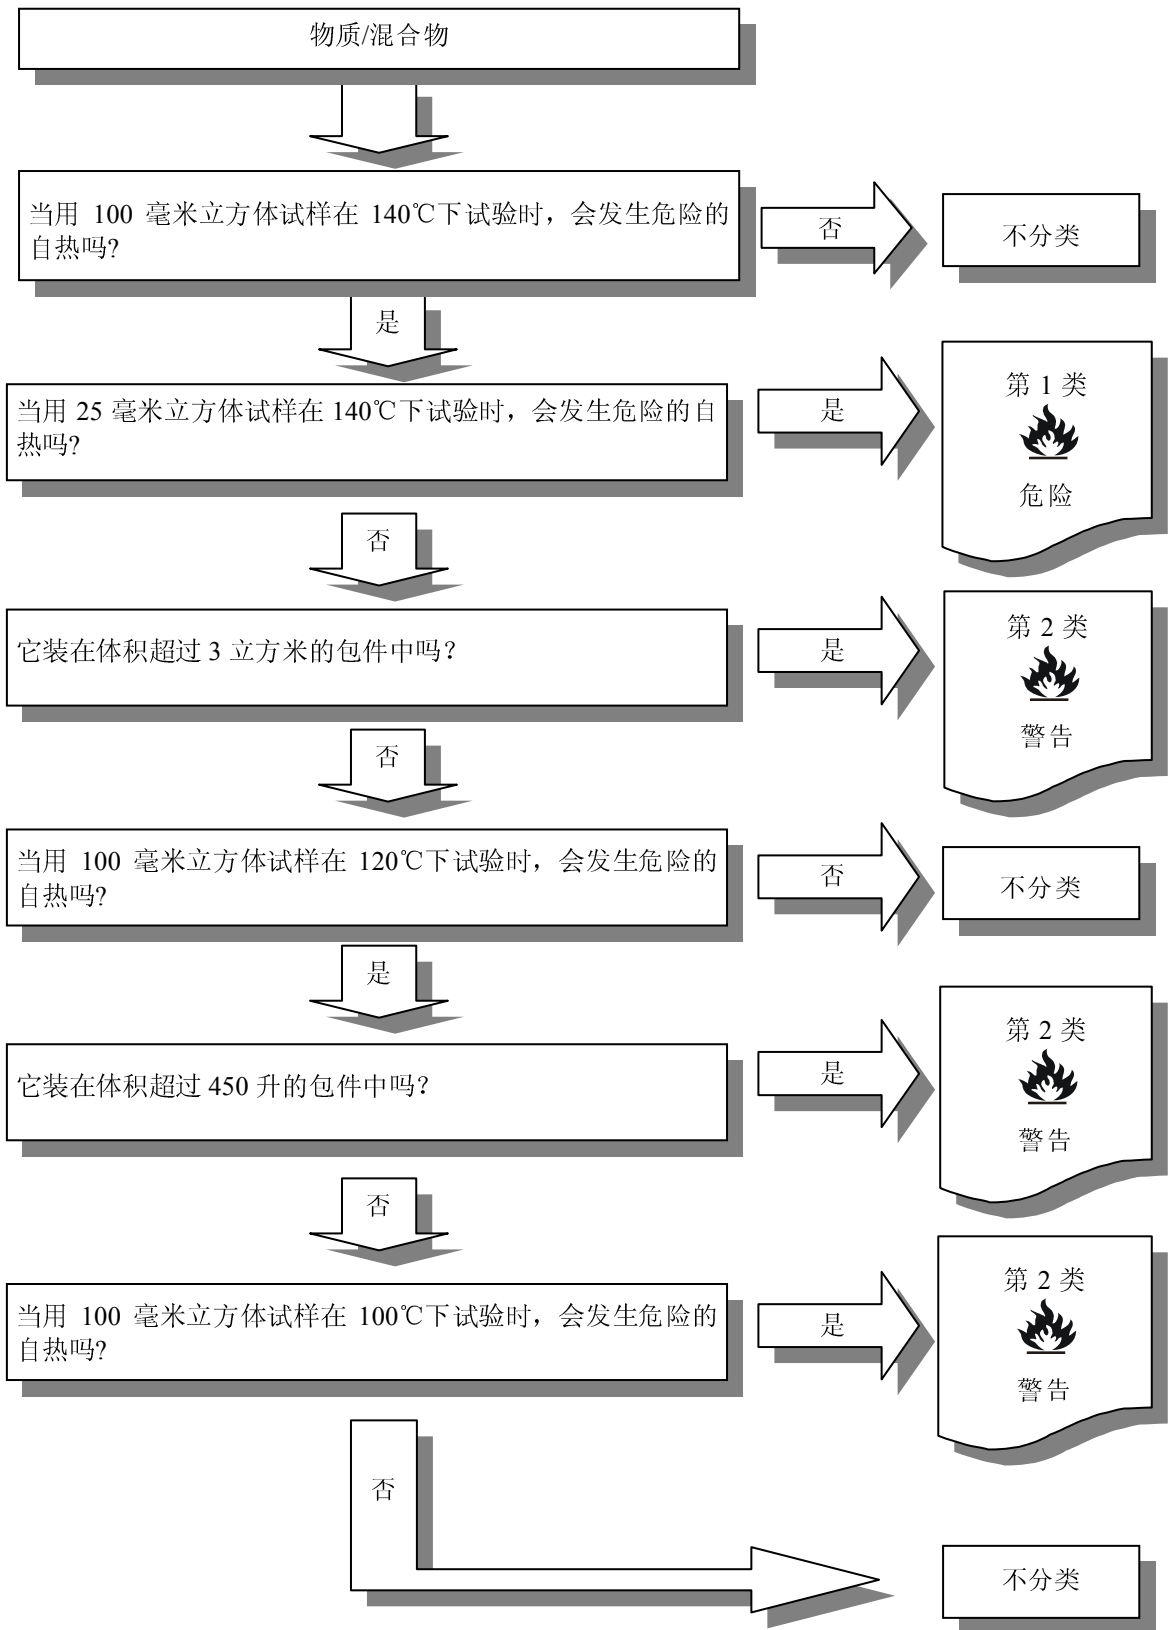 物质/混合物
当用 100 毫米立方体试样在 140℃下试验时，会发生危险的
自热吗?
否
不分类
是
当用 25 毫米立方体试样在 140℃下试验时，会发生危险的自
热吗?
是
第 1 类
危险
否
它装在体积超过 3 立方米的包件中吗？
是
第 2 类
警告
否
当用 100 毫米立方体试样在 120℃下试验时，会发生危险的
自热吗?
否
不分类
是
它装在体积超过 450 升的包件中吗？
是
第 2 类
警告
否
当用 100 毫米立方体试样在 100℃下试验时，会发生危险的
自热吗?
是
第 2 类
警告
否
不分类